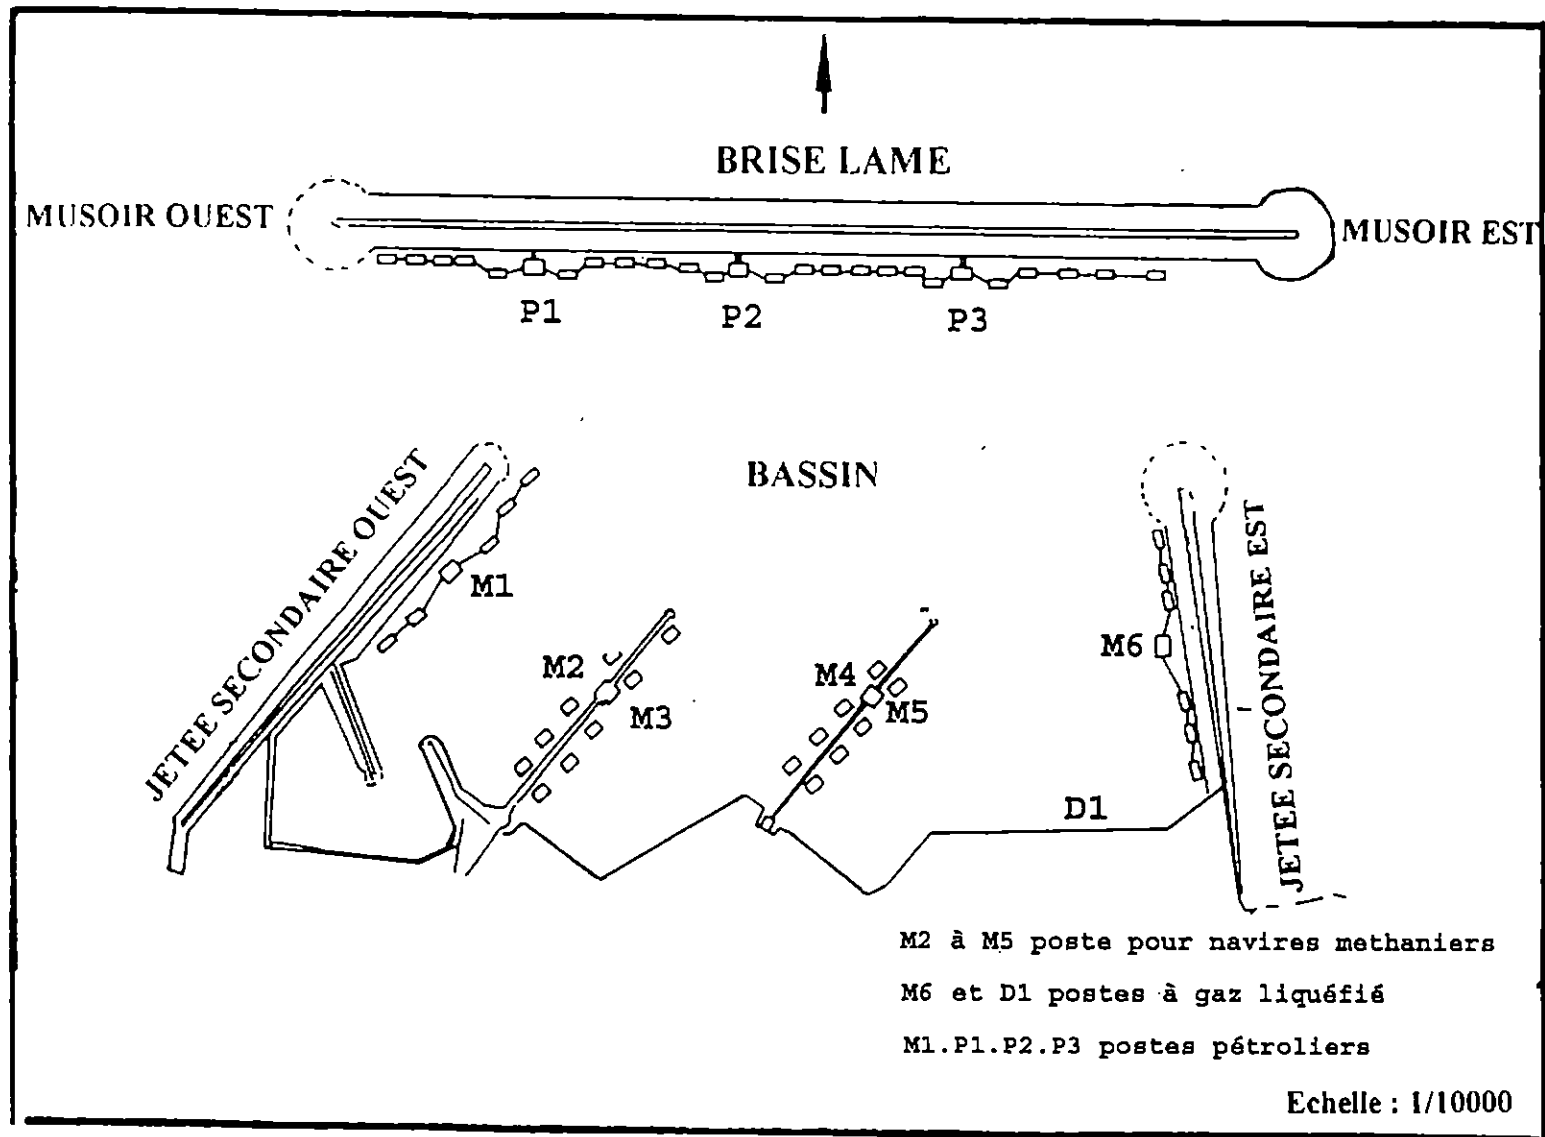 BRISE LAME
MUSOIR OUEST
MUSOIR EST
P1
P2
P3
JETEE SECONDAIRE OUEST
BASSIN
M1
M2
M3
M4
M5
M6
JETEE SECONDAIRE EST
D1
M2 à M5 poste pour navires methaniers
M6 et D1 postes à gaz liquéfié
M1.P1.P2.P3 postes pétroliers
Echelle : 1/10000